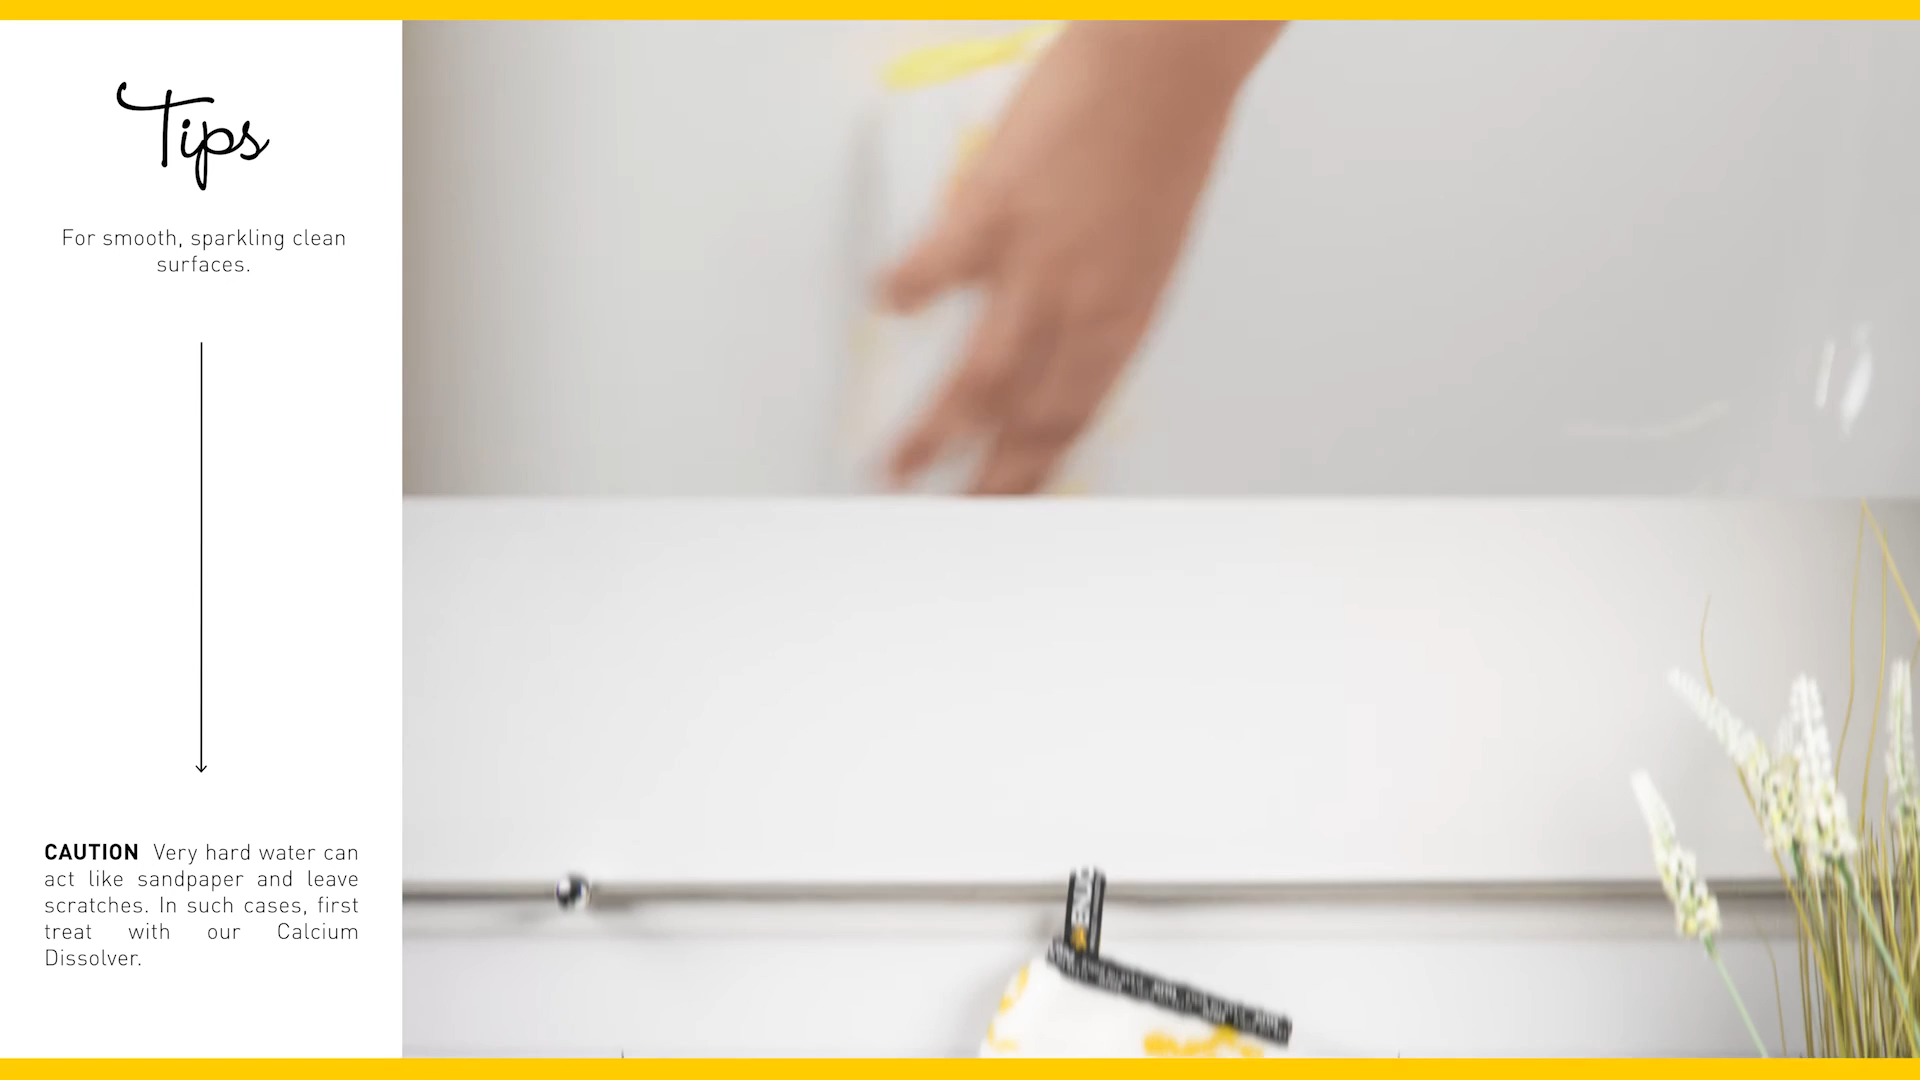 Tips
For smooth, sparkling clean
surfaces.
CAUTION Very hard water can
act like sandpaper and leave
scratches. In such cases, first
treat with our Calcium
Dissolver.